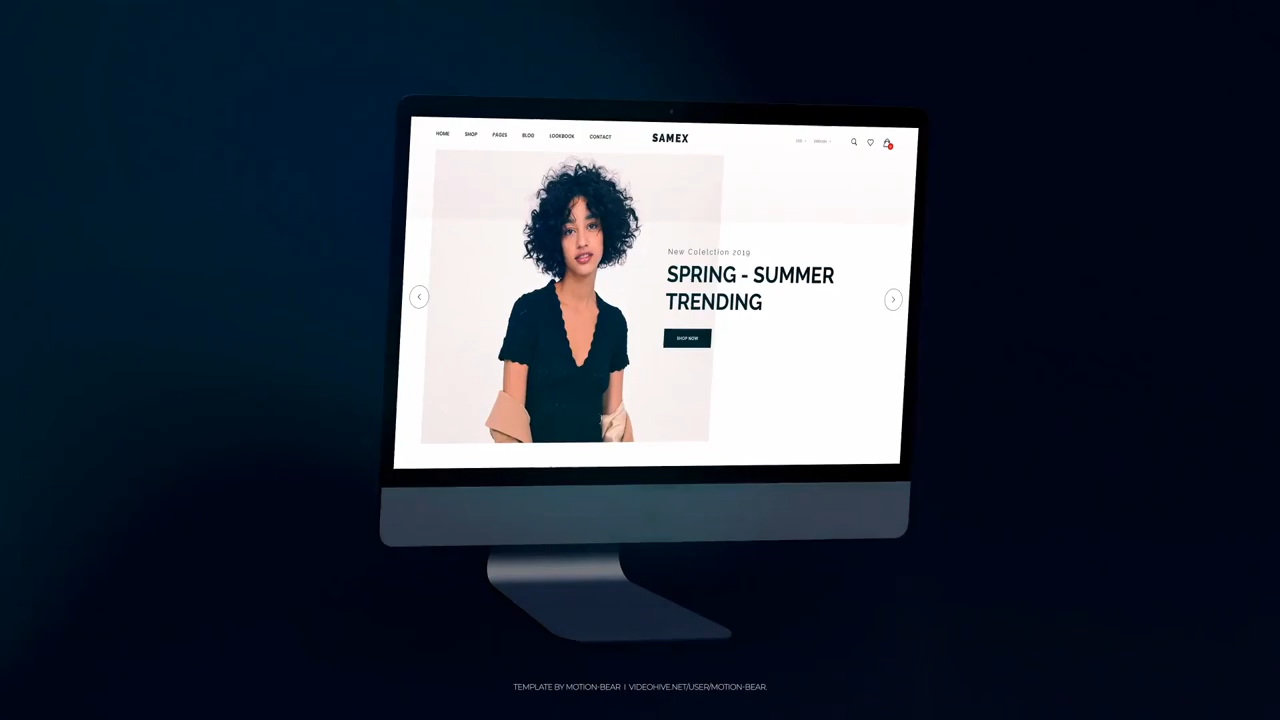 HOME SHOP PAGES BLOG LOOKBOOK CONTACT
SAMEX
New Colelction 2019
SPRING - SUMMER
TRENDING
SHOP NOW
TEMPLATE BY MOTION-BEAR I VIDEOHIVE.NET/USER/MOTION-BEAR.